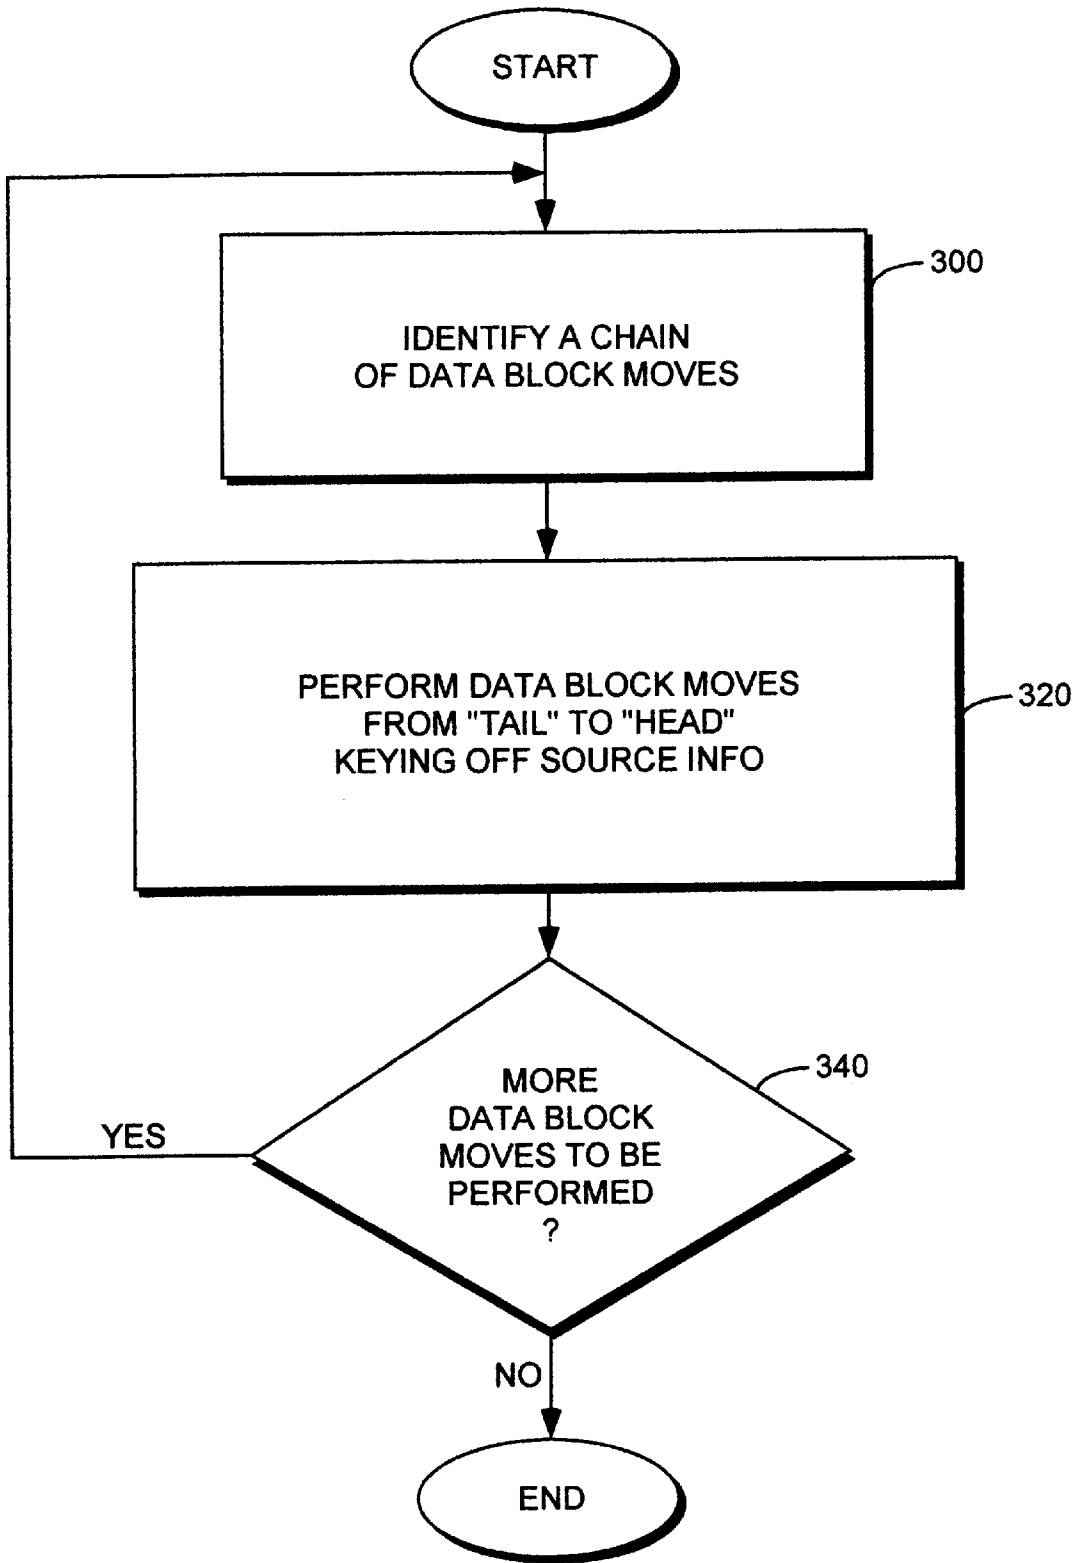 START
300
IDENTIFY A CHAIN
OF DATA BLOCK MOVES
320
PERFORM DATA BLOCK MOVES
FROM "TAIL" TO "HEAD"
KEYING OFF SOURCE INFO
340
MORE
DATA BLOCK
MOVES TO BE
PERFORMED
?
YES
NO
END